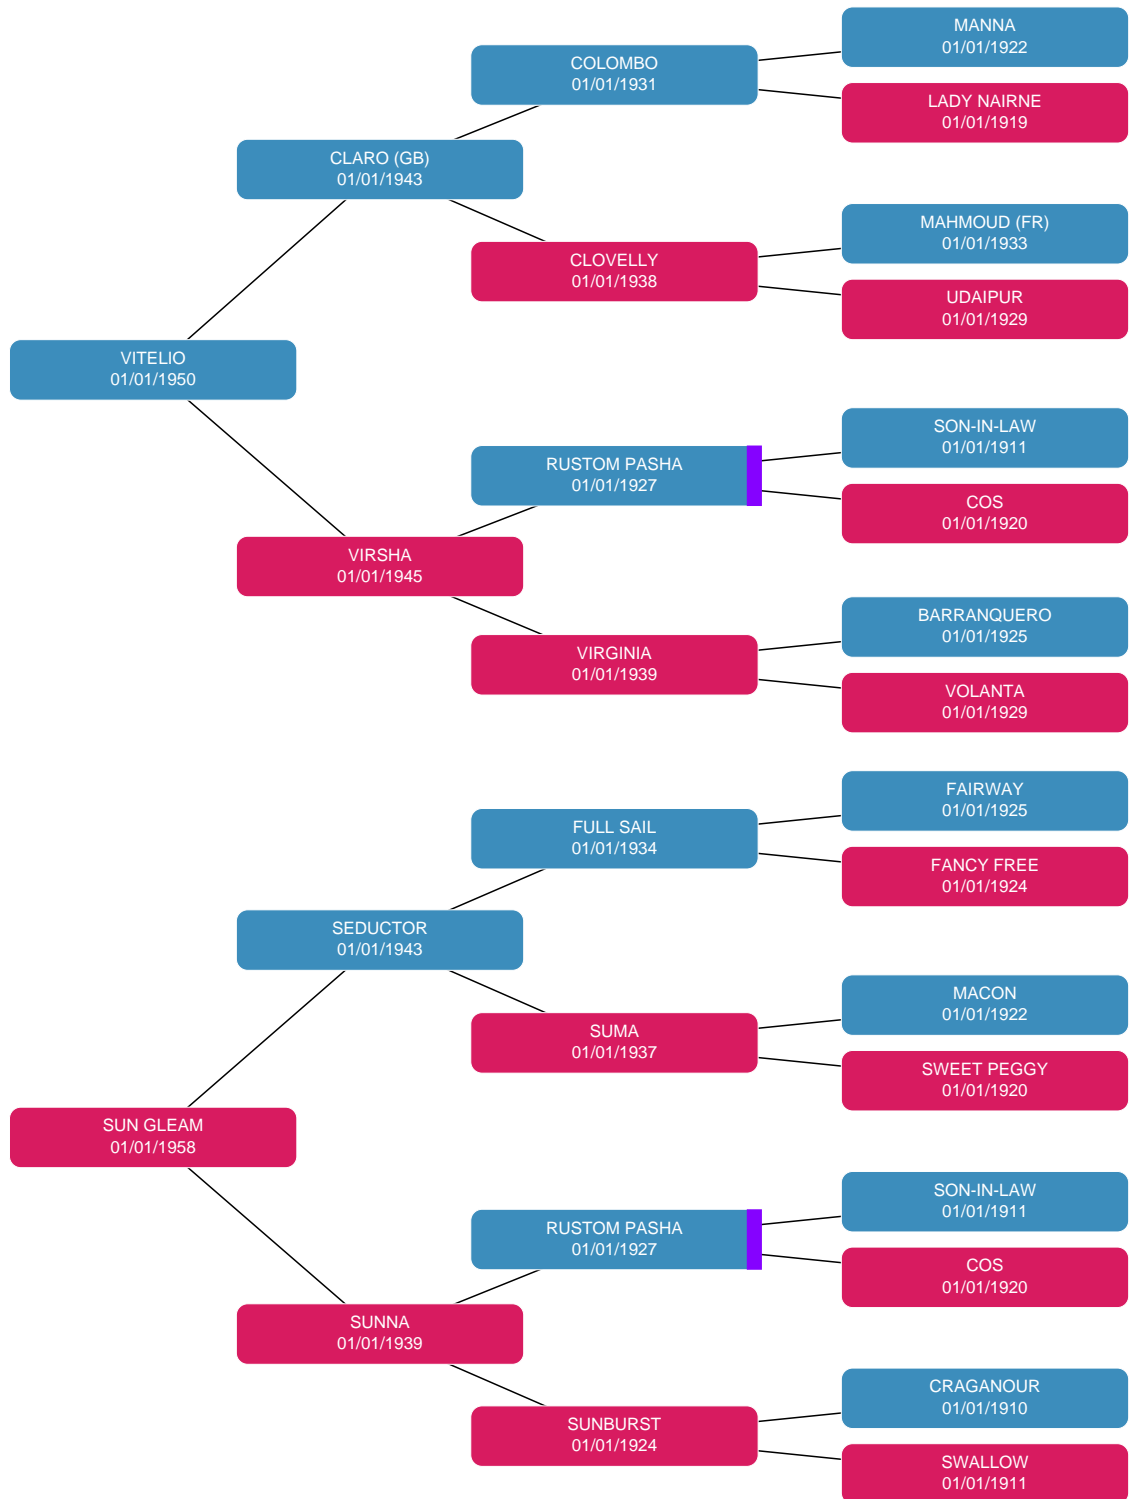 MANNA
01/01/1922
COLOMBO
01/01/1931
LADY NAIRNE
01/01/1919
CLARO (GB)
01/01/1943
MAHMOUD (FR)
01/01/1933
CLOVELLY
01/01/1938
UDAIPUR
01/01/1929
VITELIO
01/01/1950
SON-IN-LAW
01/01/1911
RUSTOM PASHA
01/01/1927
COS
01/01/1920
VIRSHA
01/01/1945
BARRANQUERO
01/01/1925
VIRGINIA
01/01/1939
VOLANTA
01/01/1929
FAIRWAY
01/01/1925
FULL SAIL
01/01/1934
FANCY FREE
01/01/1924
SEDUCTOR
01/01/1943
MACON
01/01/1922
SUMA
01/01/1937
SWEET PEGGY
01/01/1920
SUN GLEAM
01/01/1958
SON-IN-LAW
01/01/1911
RUSTOM PASHA
01/01/1927
COS
01/01/1920
SUNNA
01/01/1939
CRAGANOUR
01/01/1910
SUNBURST
01/01/1924
SWALLOW
01/01/1911